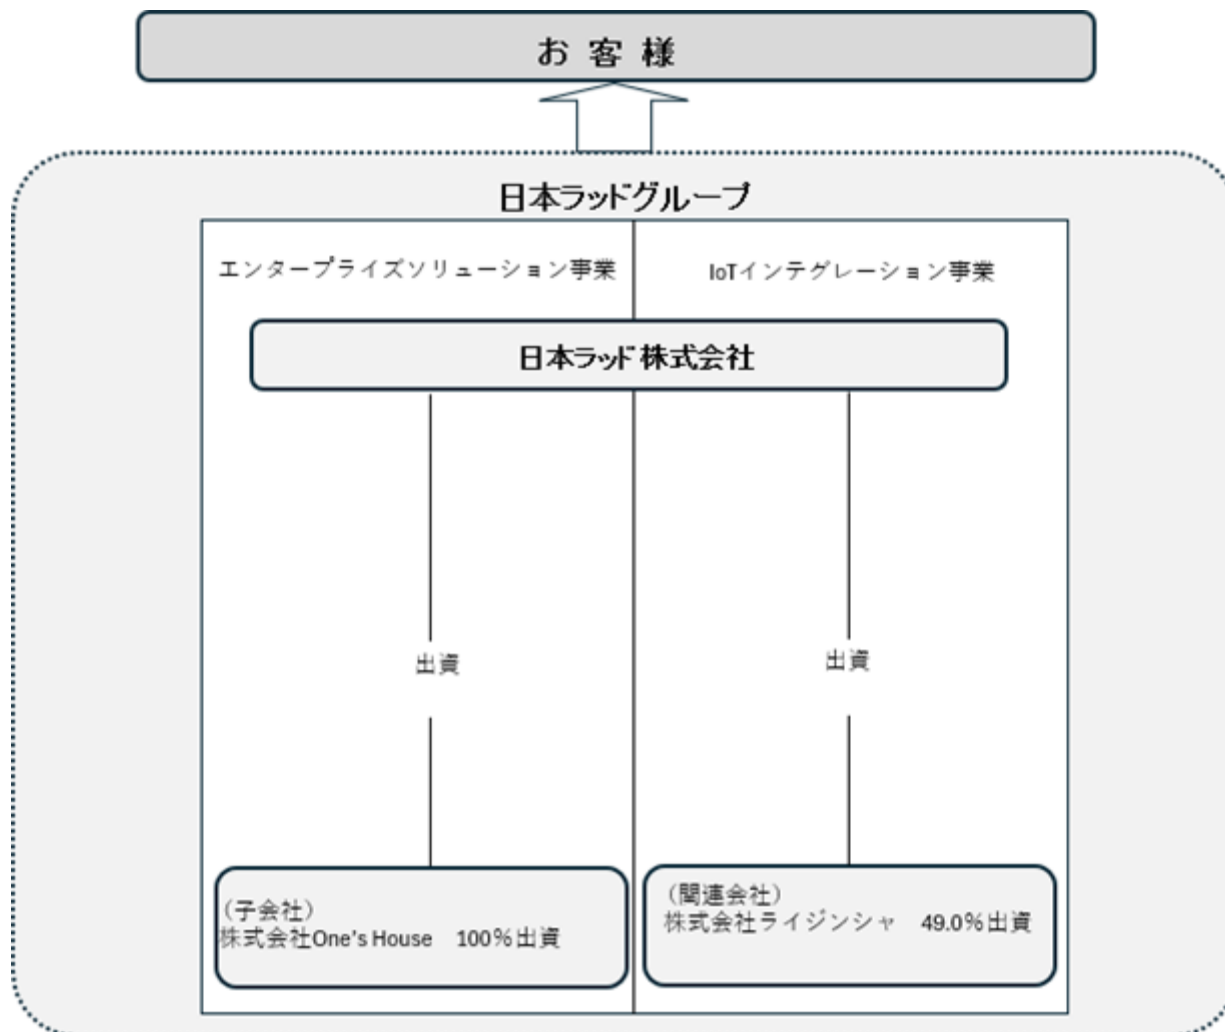 お 客 様
日本ラッドグループ
エンタープライズソリューション事業
IoTインテグレーション事業
日本ラッド株式会社
出資
出資
（子会社）
株式会社One's House　100％出資
（関連会社）
株式会社ライジンシャ　49.0％出資